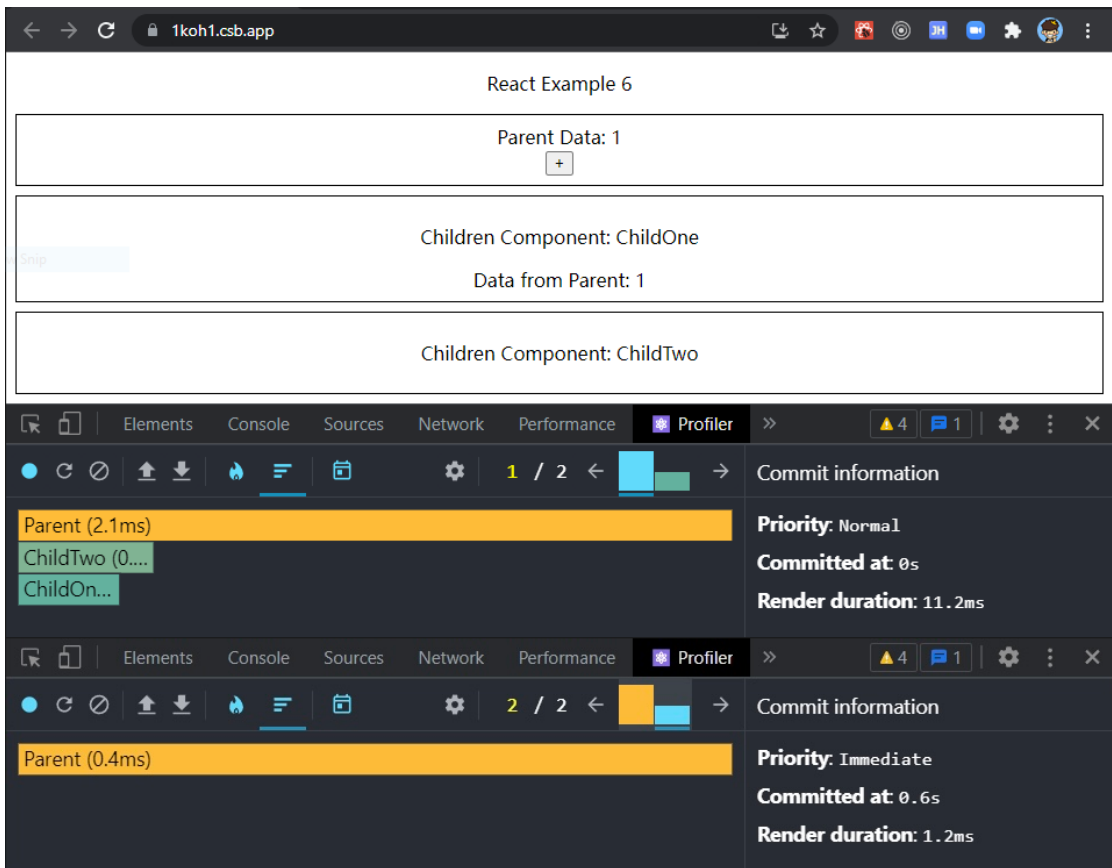 1koh1.csb.app
JH
React Example 6
Parent Data: 1
+
Children Component: ChildOne
Snip
Data from Parent: 1
Children Component: ChildTwo
Elements Console Sources Network Performance Profiler 4 1
1 / 2 Commit information
Parent (2.1ms) Priority: Normal
ChildTwo (0.... Committed at: 0s
ChildOn... Render duration: 11.2ms
Elements Console Sources Network Performance Profiler 4 1
2 / 2 Commit information
Parent (0.4ms) Priority: Immediate
Committed at: 0.6s
Render duration: 1.2ms